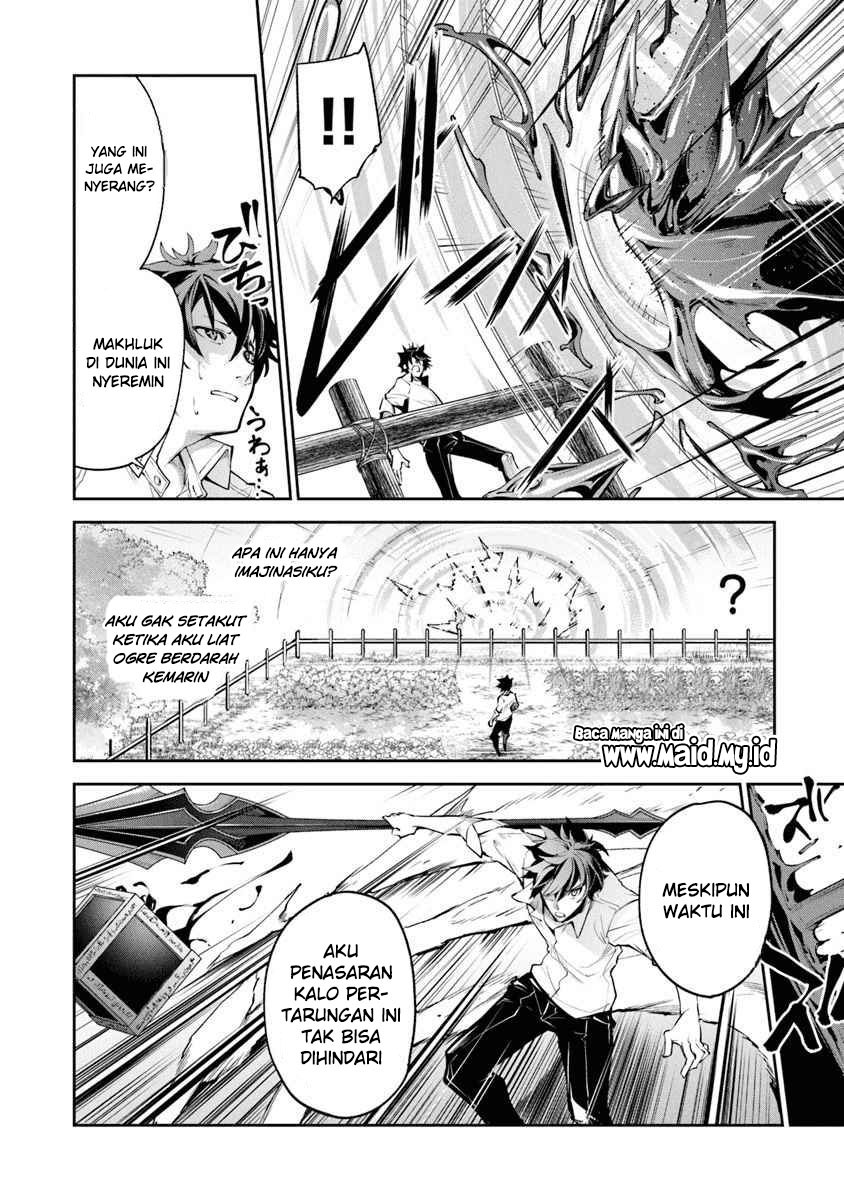 !!
YANG INI
JUGA ME-
NYERANG?
びちっ
MAKHLUK
DI DUNIA INI
NYEREMIN
うわぁ…
APA INI HANYA
IMAJINASIKU?
?
AKU GAK SETAKUT
KETIKA AKU LIAT
OGRE BERDARAH
KEMARIN
Baca Manga ini di
www.Maid.My.id
MESKIPUN
WAKTU INI
AKU
PENASARAN
KALO PER-
TARUNGAN INI
TAK BISA
DIHINDARI